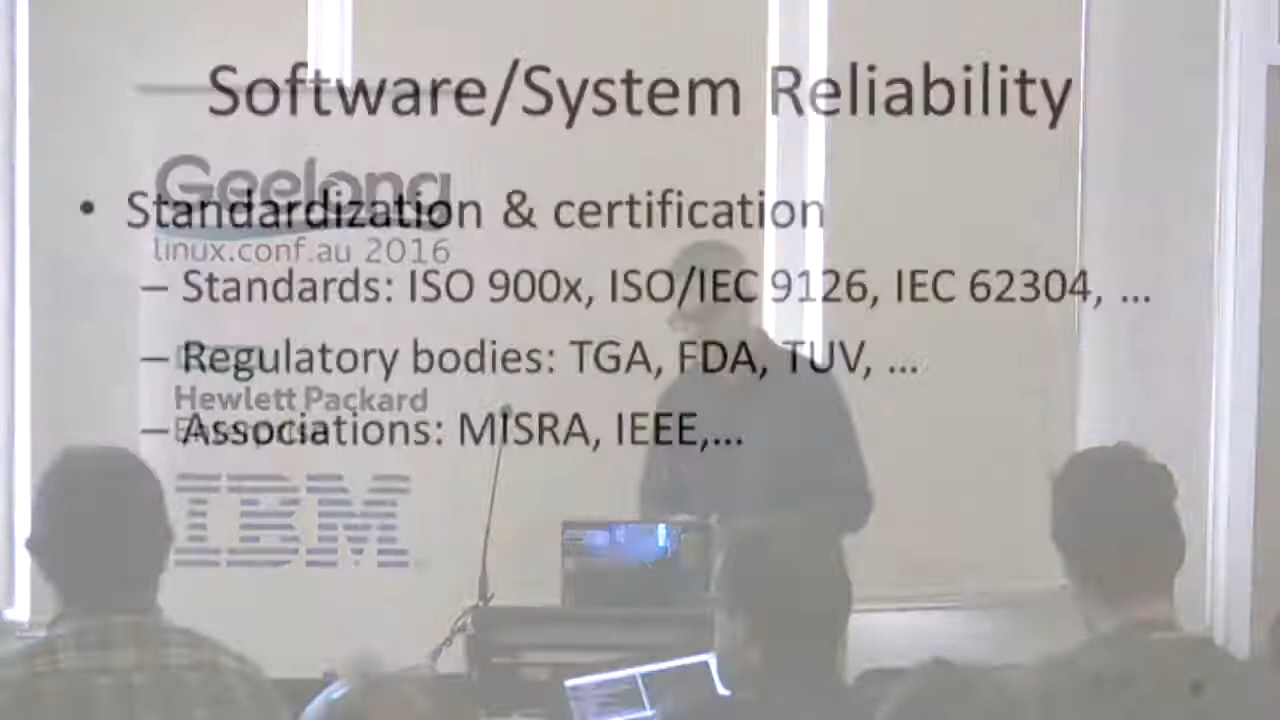 Software/System Reliability
Geelong
• Standardization & certification
linux.conf.au 2016
– Standards: ISO 900x, ISO/IEC 9126, IEC 62304, ...
– Regulatory bodies: TGA, FDA, TUV, ...
Hewlett Packard
– Associations: MISRA, IEEE,...
IBM